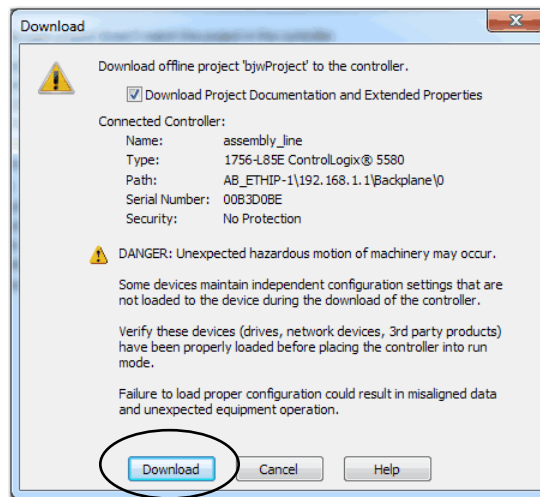 Download
Download offline project 'bjwProject' to the controller.
Download Project Documentation and Extended Properties
Connected Controller:
Name: assembly_line
Type: 1756-L85E ControlLogix® 5580
Path: AB_ETHIP-1\192.168.1.1\Backplane\0
Serial Number: 00B3D0BE
Security: No Protection
DANGER: Unexpected hazardous motion of machinery may occur.
Some devices maintain independent configuration settings that are
not loaded to the device during the download of the controller.
Verify these devices (drives, network devices, 3rd party products)
have been properly loaded before placing the controller into run
mode.
Failure to load proper configuration could result in misaligned data
and unexpected equipment operation.
Download Cancel Help